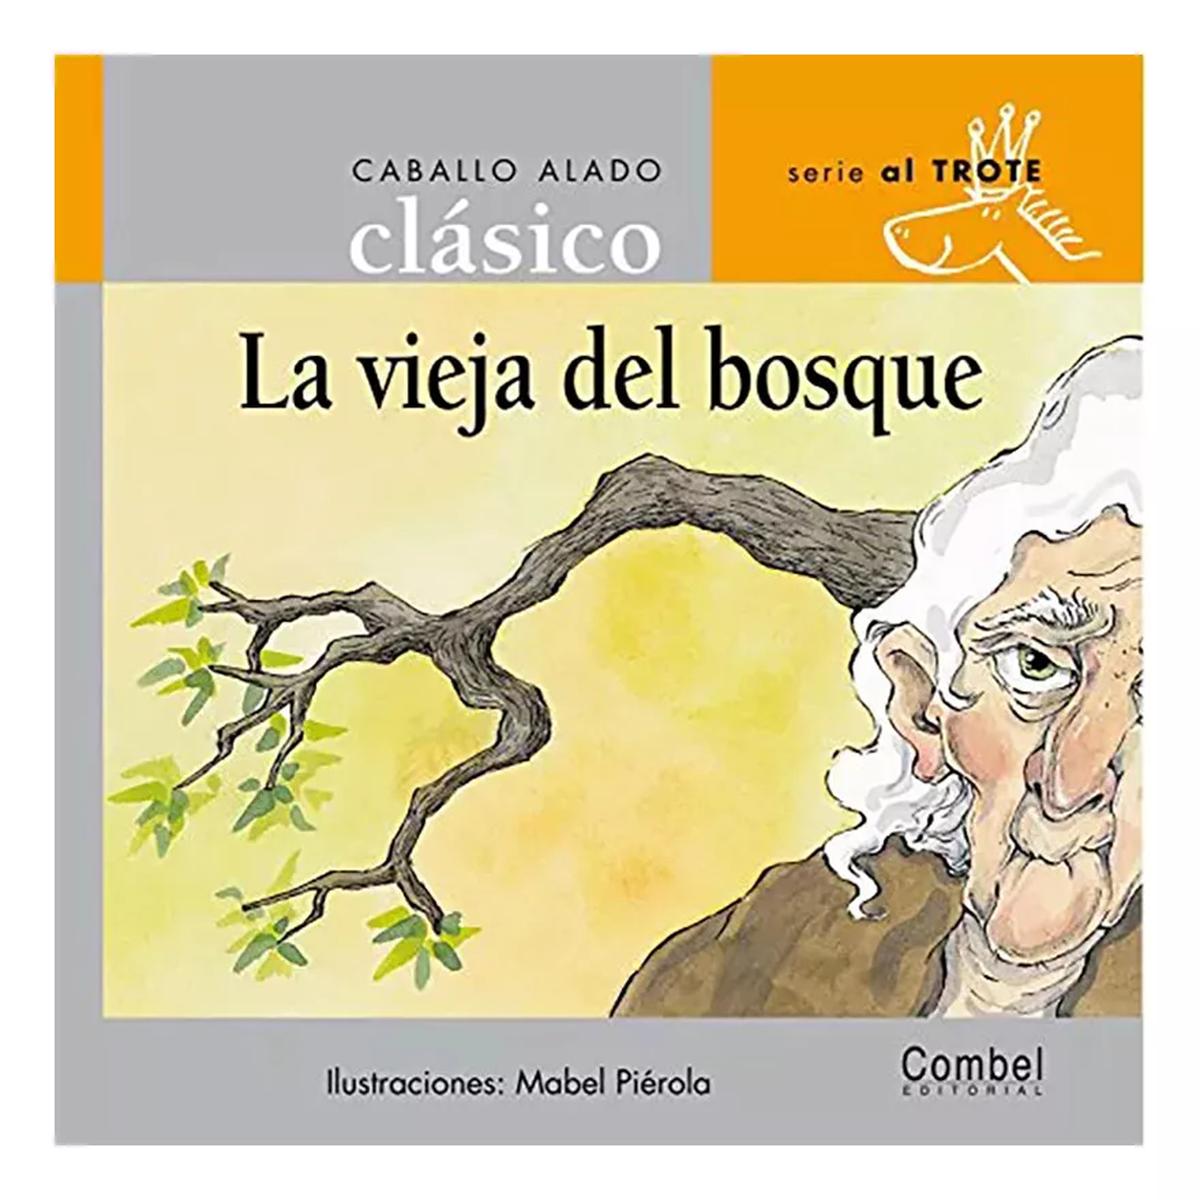 CABALLO ALADO
clásico
serie al TROTE
La vieja del bosque
Ilustraciones: Mabel Piérola
Combel
EDITORIAL